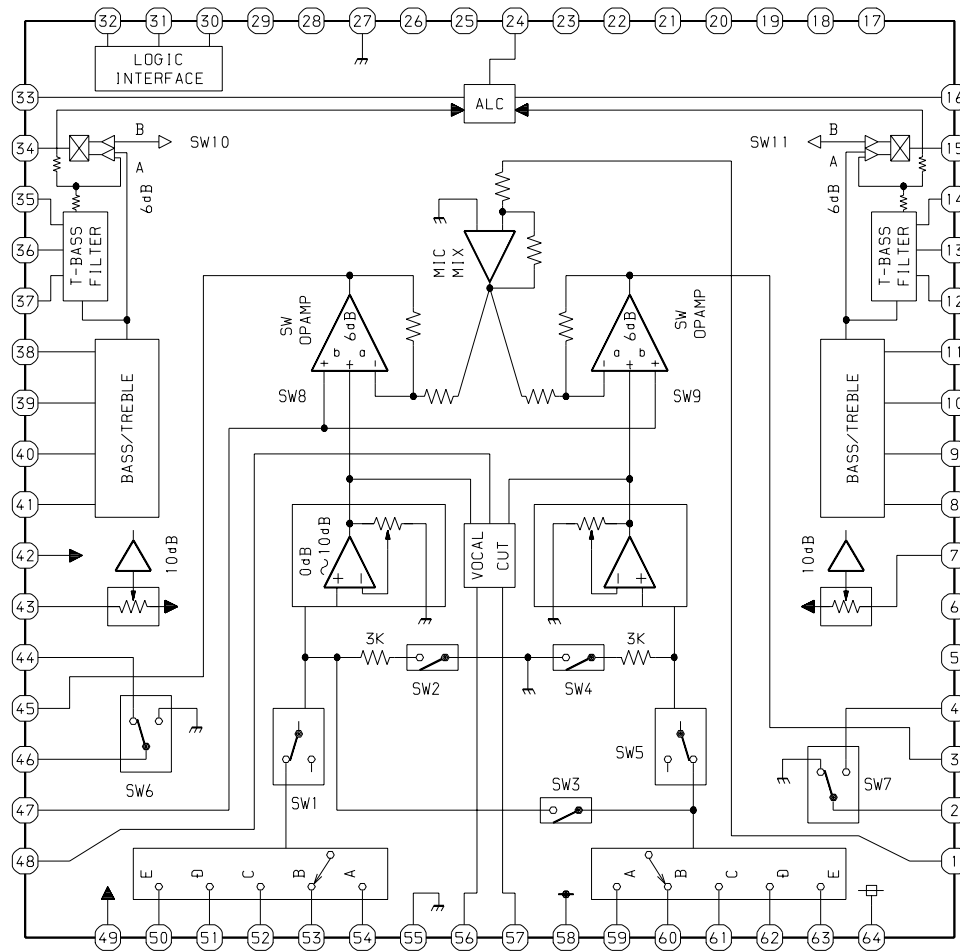 32 31 30 29 28 27 26 25 24 23 22 21 20 19 18 17
LOGIC
INTERFACE
33
ALC
16
34
B
SW10
SW11
B
15
A
A
6dB
6dB
35
14
T-BASS
FILTER
MIC
MIX
T-BASS
FILTER
36
13
37
12
SW
OPAMP
6dB
b a
+ + −
6dB
a b
− + +
SW
OPAMP
38
11
SW8
SW9
39
10
BASS/TREBLE
BASS/TREBLE
40
9
41
8
0dB
~10dB
+ −
VOCAL
CUT
− +
42
10dB
10dB
7
43
6
3K
3K
44
5
SW2
SW4
45
4
SW5
46
3
SW6
SW1
SW3
SW7
47
2
48
1
E D C B A
A B C D E
49 50 51 52 53 54 55 56 57 58 59 60 61 62 63 64